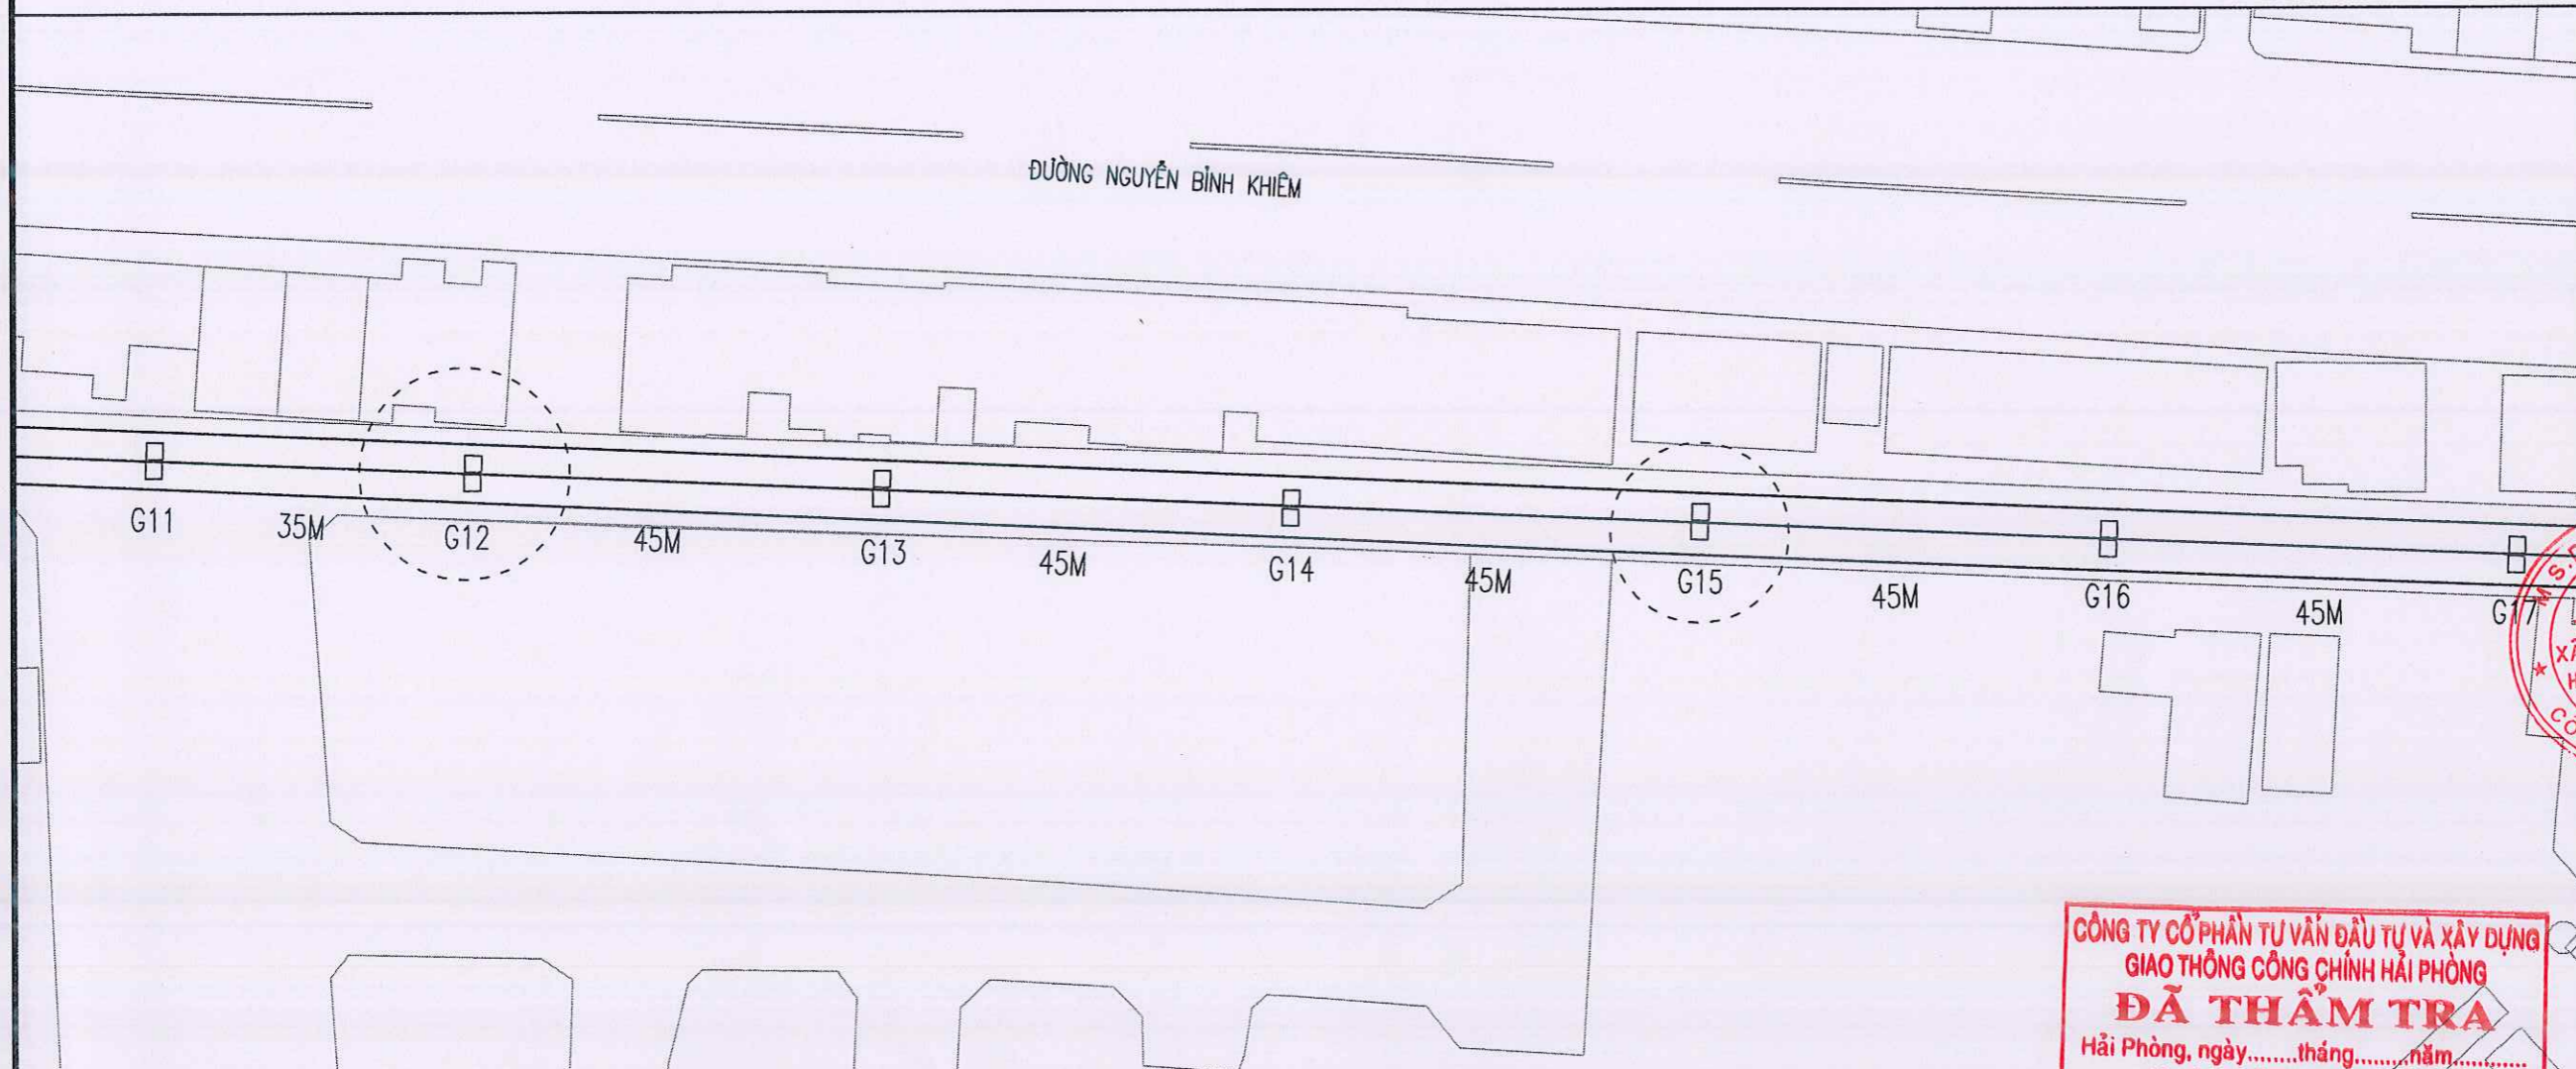 ĐƯỜNG NGUYỄN BỈNH KHIÊM
G11
35M
G12
45M
G13
45M
G14
45M
G15
45M
G16
45M
G17
M.S.
XÂ
CÔ
CÔNG TY CỔ PHẦN TƯ VẤN ĐẦU TƯ VÀ XÂY DỰNG
GIAO THÔNG CÔNG CHÍNH HẢI PHÒNG
ĐÃ THẨM TRA
Hải Phòng, ngày........tháng........năm............